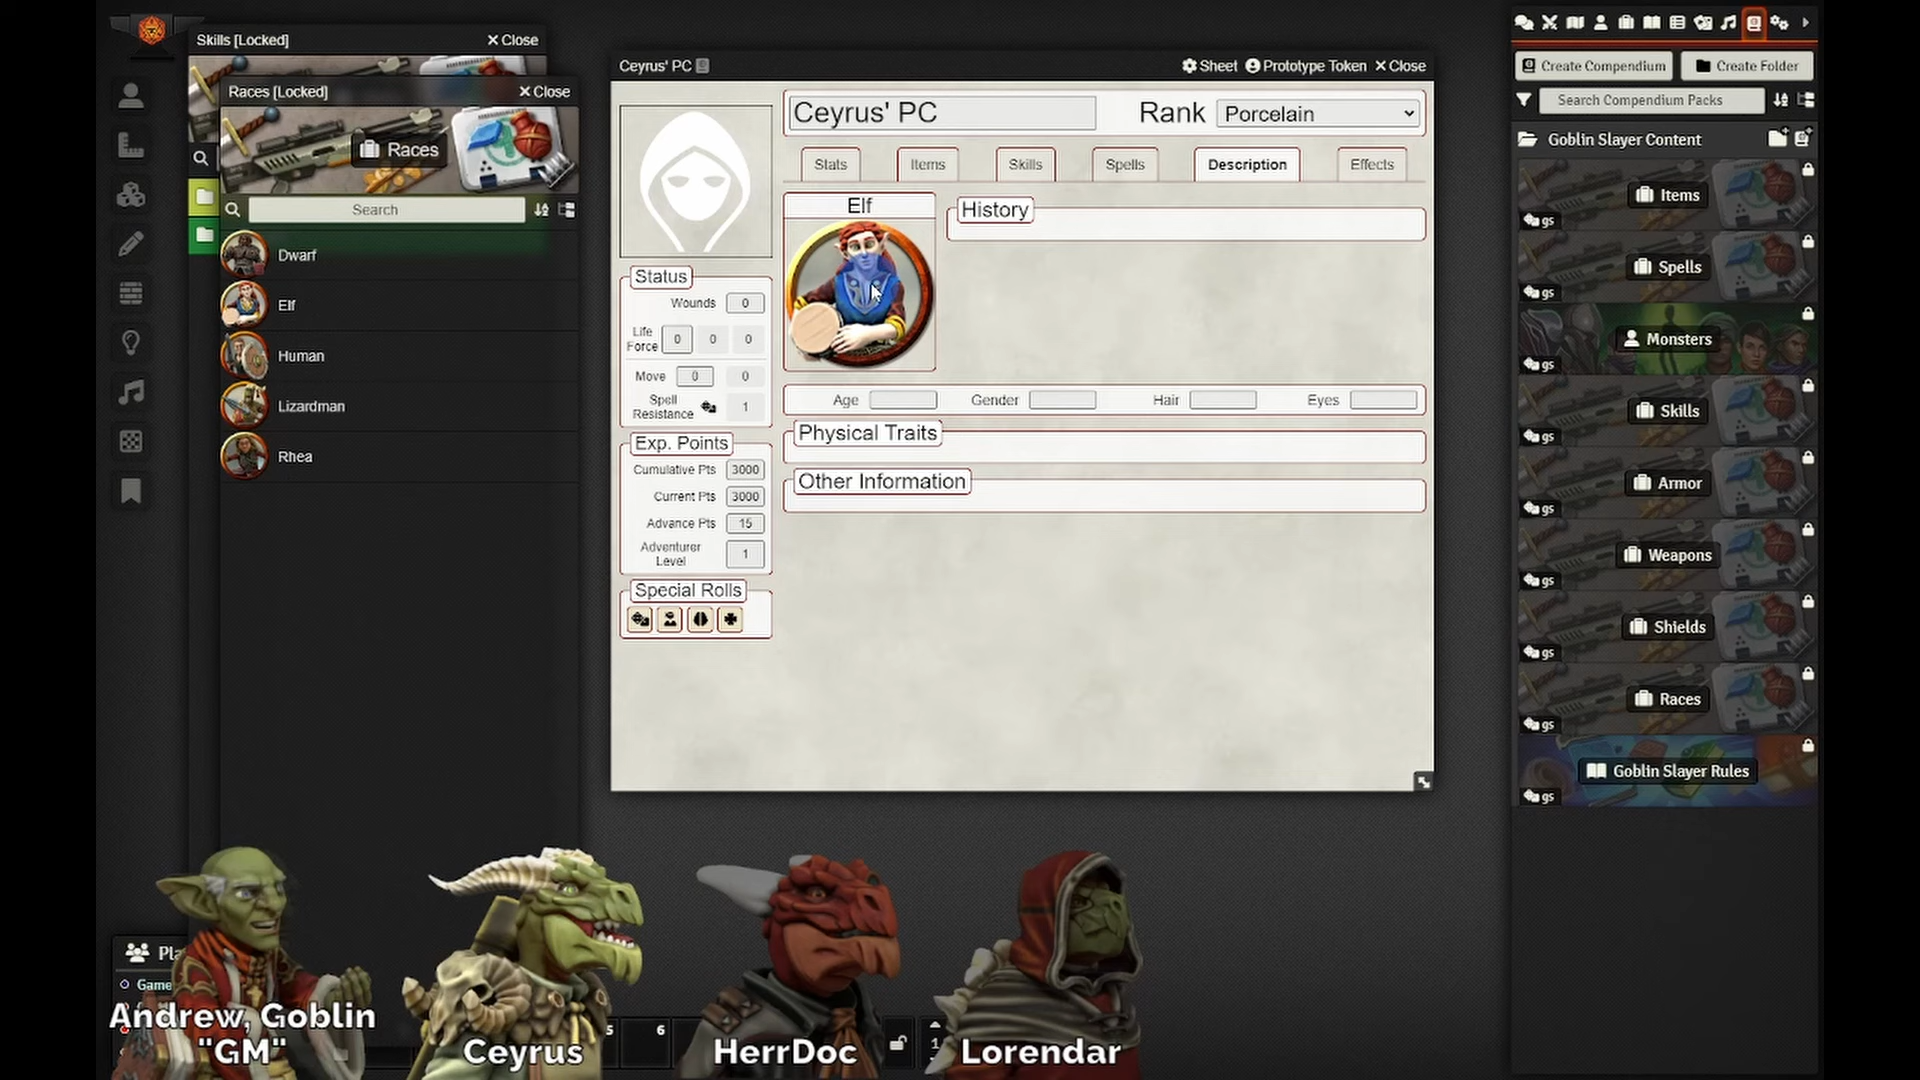 Skills [Locked]
Close
Races [Locked]
Close
Races
Search
Dwarf
Elf
Human
Lizardman
Rhea
Ceyrus' PC
Sheet
Prototype Token
Close
Ceyrus' PC
Rank
Porcelain
Stats
Items
Skills
Spells
Description
Effects
Elf
History
Status
Wounds
0
Life
Force
0
0
0
Move
0
0
Spell
Resistance
1
Age
Gender
Hair
Eyes
Physical Traits
Other Information
Exp. Points
Cumulative Pts
3000
Current Pts
3000
Advance Pts
15
Adventurer
Level
1
Special Rolls
Create Compendium
Create Folder
Search Compendium Packs
Goblin Slayer Content
Items
gs
Spells
gs
Monsters
gs
Skills
gs
Armor
gs
Weapons
gs
Shields
gs
Races
gs
Goblin Slayer Rules
gs
Pla
Game
5
6
1
Andrew, Goblin
"GM"
Ceyrus
HerrDoc
Lorendar